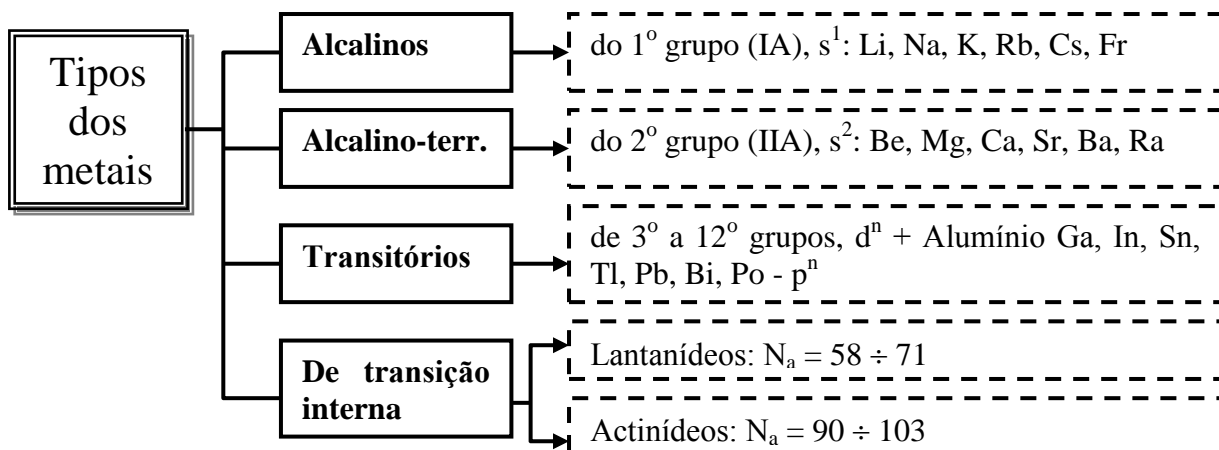 Tipos
dos
metais
Alcalinos
do 1º grupo (IA), s¹: Li, Na, K, Rb, Cs, Fr
Alcalino-terr.
do 2º grupo (IIA), s²: Be, Mg, Ca, Sr, Ba, Ra
Transitórios
de 3º a 12º grupos, dⁿ + Alumínio Ga, In, Sn,
Tl, Pb, Bi, Po - pⁿ
De transição
interna
Lantanídeos: Nₐ = 58 ÷ 71
Actinídeos: Nₐ = 90 ÷ 103